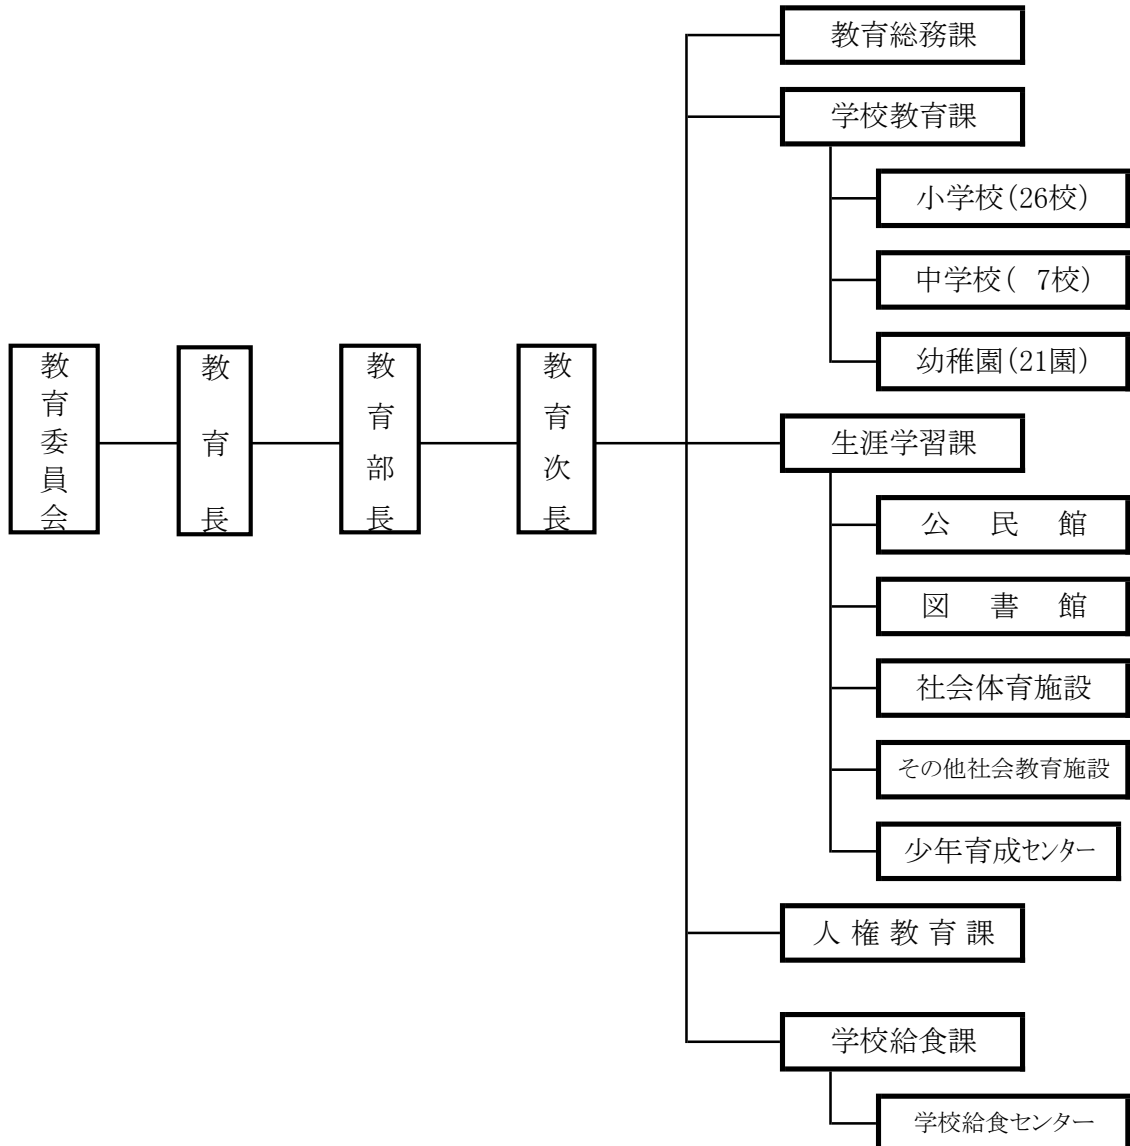 教育委員会
教育長
教育部長
教育次長
教育総務課
学校教育課
小学校(26校)
中学校( 7校)
幼稚園(21園)
生涯学習課
公　民　館
図　書　館
社会体育施設
その他社会教育施設
少年育成センター
人 権 教 育 課
学校給食課
学校給食センター